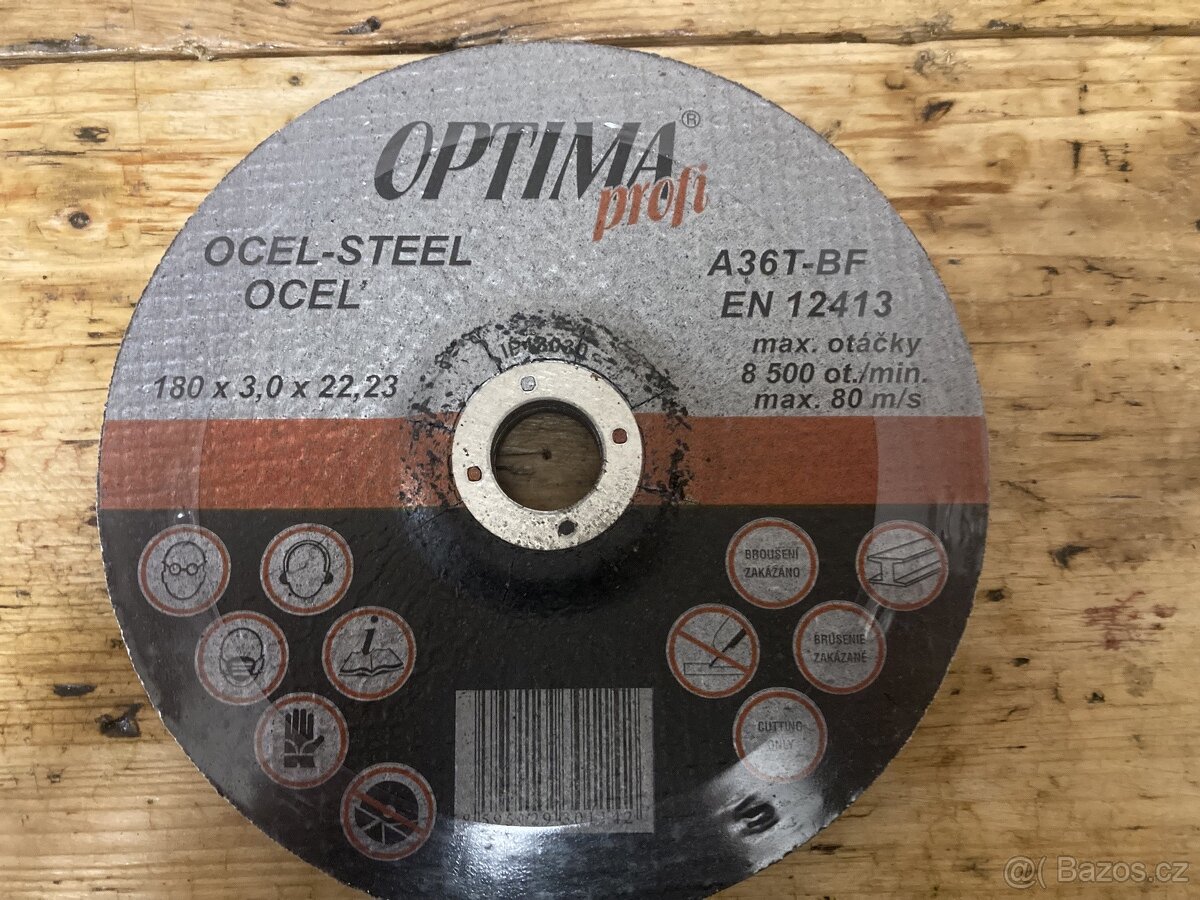 OPTIMA®
profi
OCEL-STEEL
OCEL'
180 x 3,0 x 22,23
A36T-BF
EN 12413
max. otáčky
8 500 ot./min.
max. 80 m/s
BROUŠENÍ
ZAKÁZÁNO
BRÚSENIE
ZAKÁZANÉ
CUTTING
ONLY
i
S
@( Bazos.cz